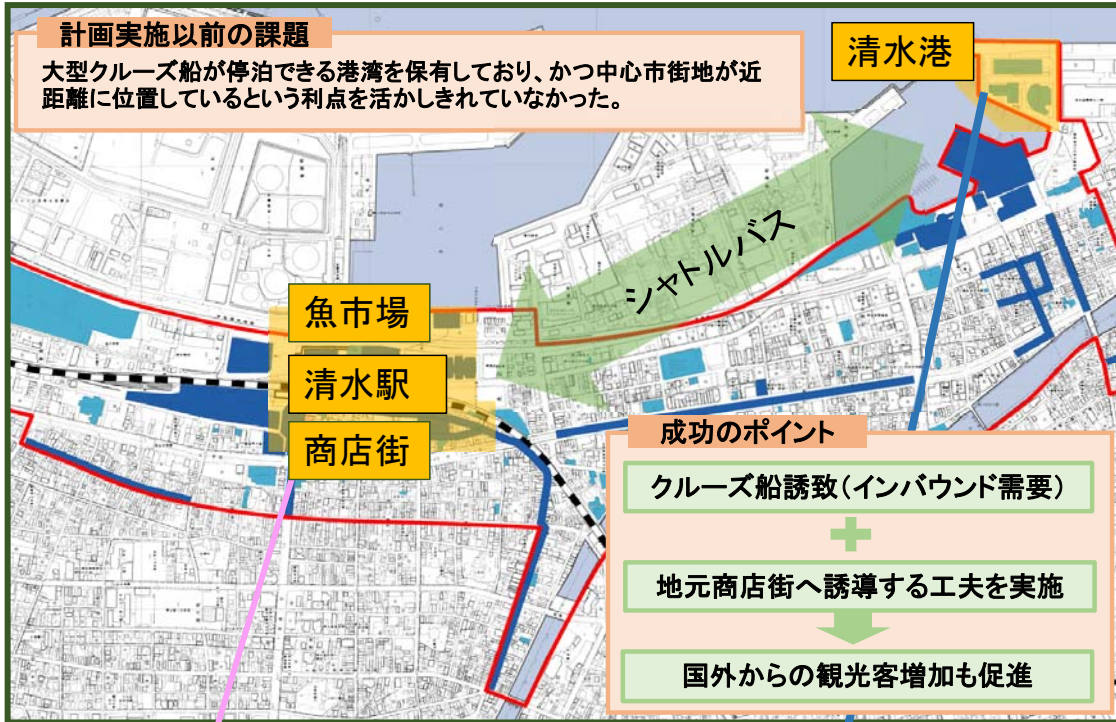 計画実施以前の課題
大型クルーズ船が停泊できる港湾を保有しており、かつ中心市街地が近
距離に位置しているという利点を活かしきれていなかった。
清水港
シャトルバス
魚市場
清水駅
商店街
成功のポイント
クルーズ船誘致(インバウンド需要)
地元商店街へ誘導する工夫を実施
国外からの観光客増加も促進